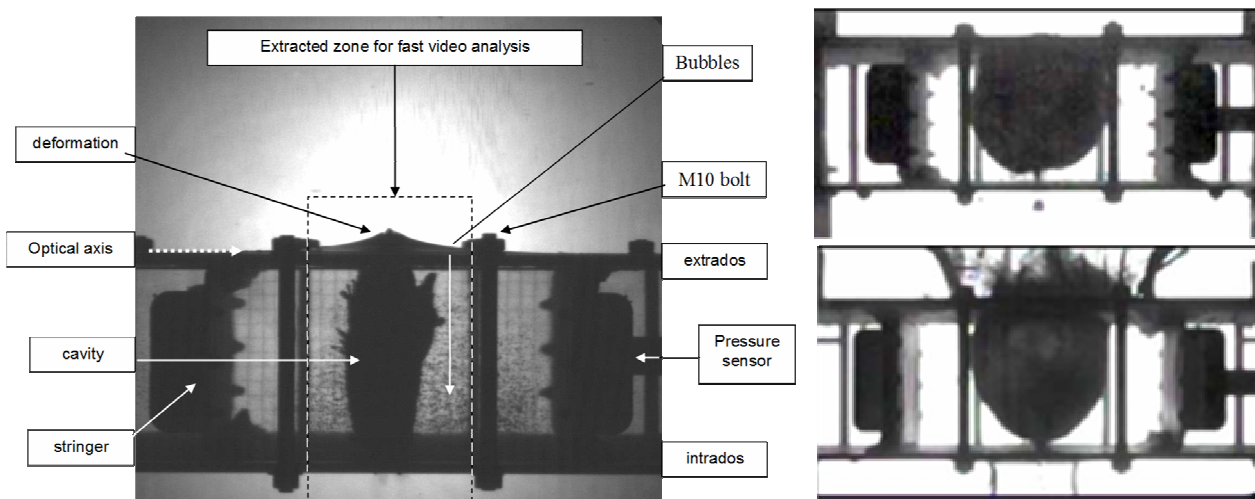 Extracted zone for fast video analysis
Bubbles
deformation
M10 bolt
Optical axis
extrados
cavity
Pressure
sensor
stringer
intrados